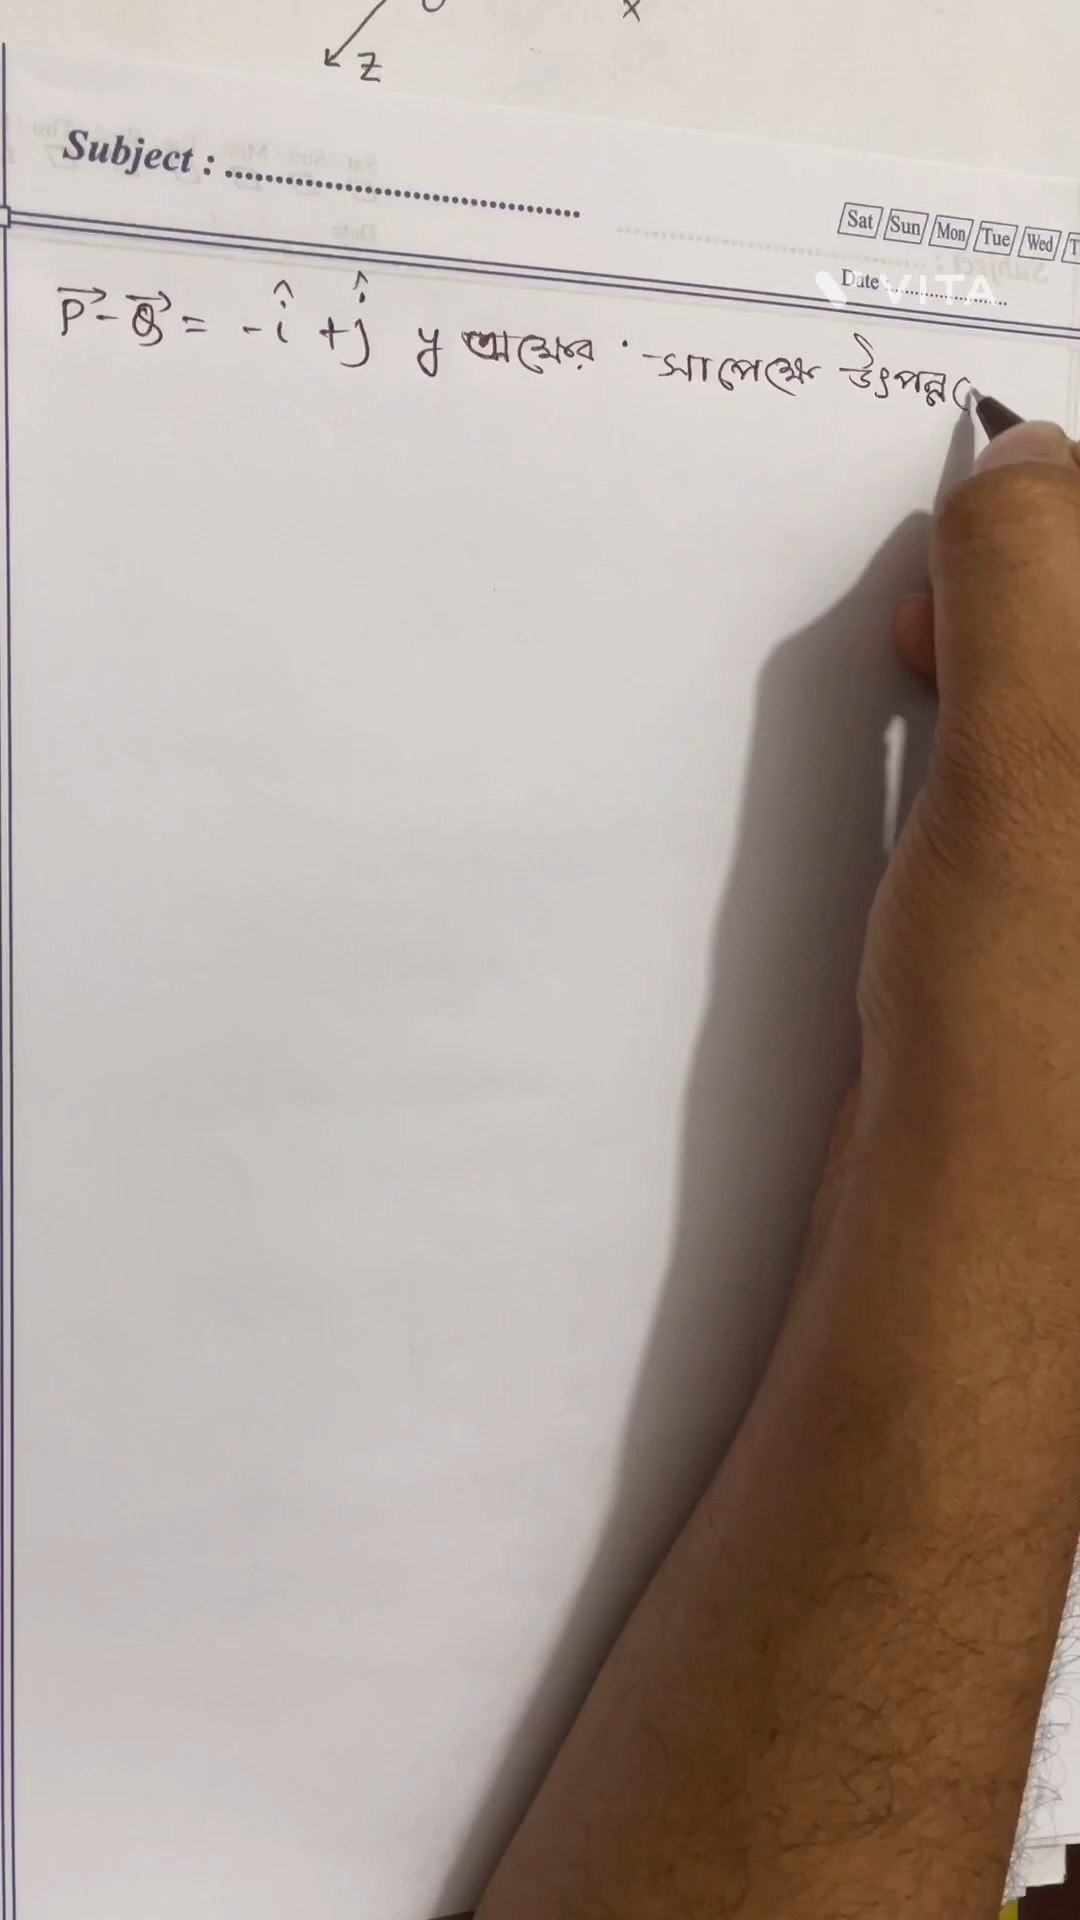 x
Z
Subject :
Sat Sun Mon Tue Wed T
Date :
VITA
P⃗ - Q⃗ = -î + ĵ y অক্ষের সাপেক্ষে উৎপন্ন